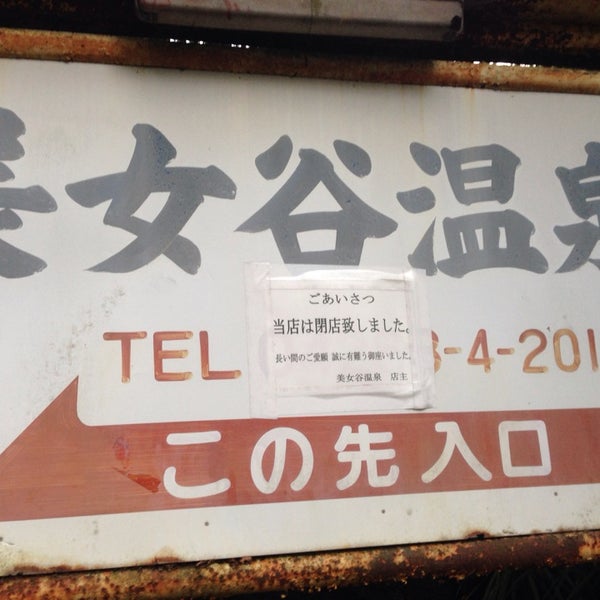 美女谷温泉
ごあいさつ
当店は閉店致しました。
長い間のご愛顧 誠に有難う御座いました。
美女谷温泉 店主
TEL 3-4-201
この先入口